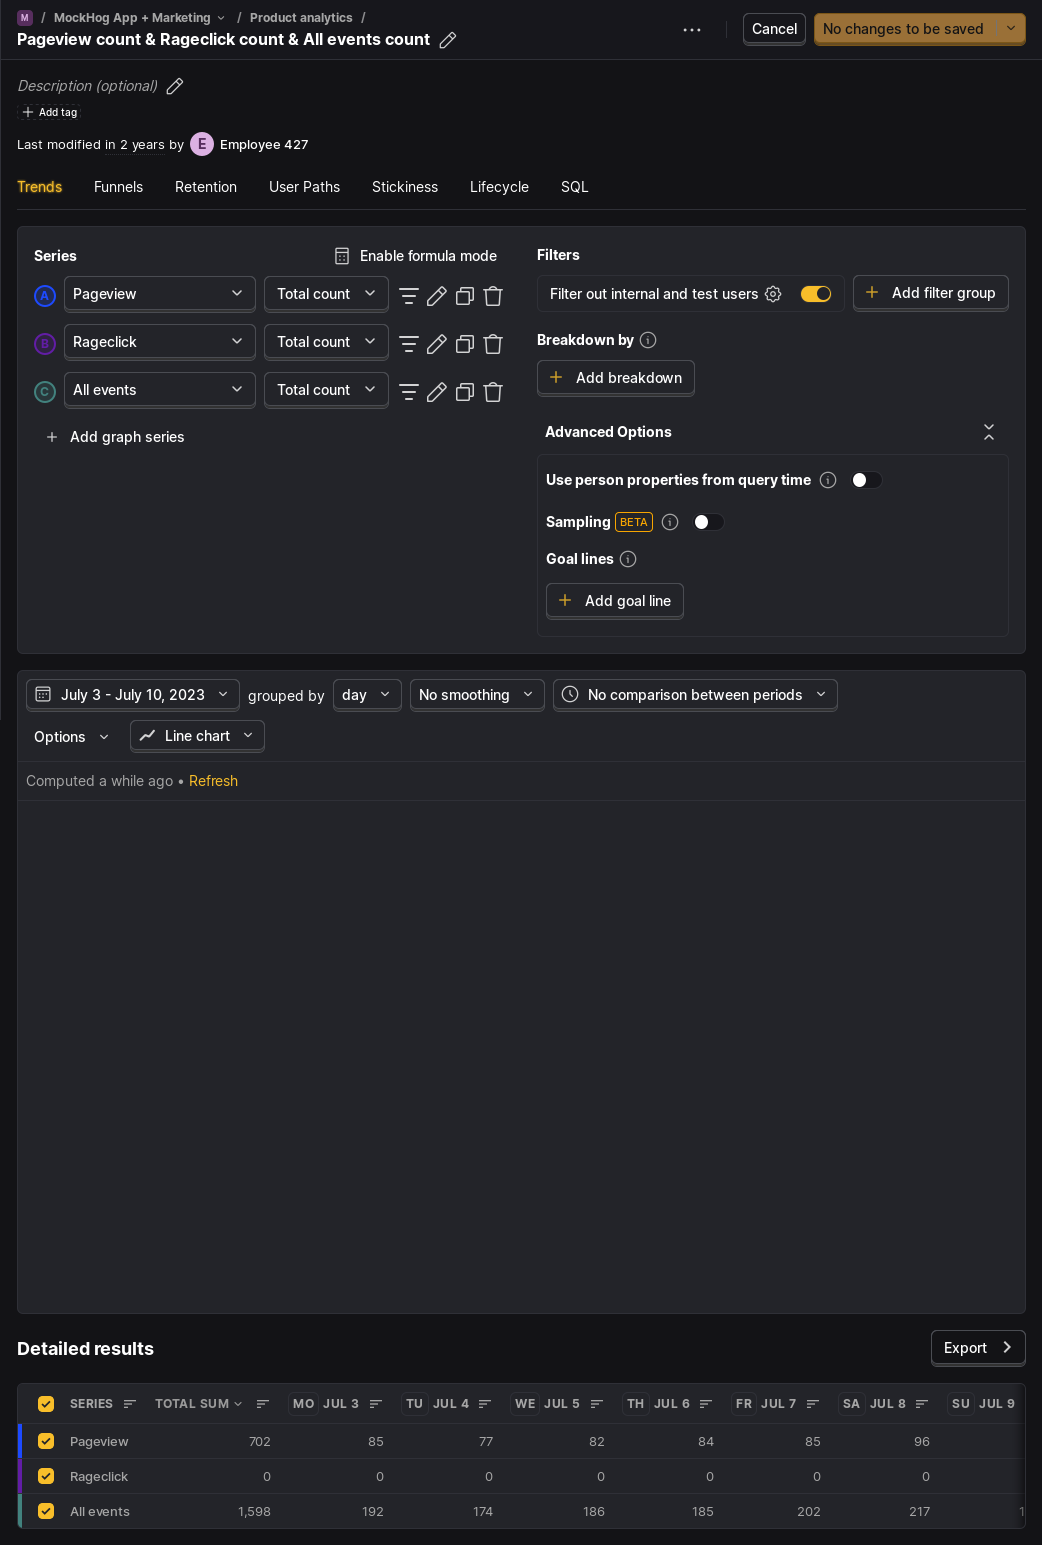 M / MockHog App + Marketing / Product analytics /
Pageview count & Rageclick count & All events count
Cancel
No changes to be saved
Description (optional)
Add tag
Last modified in 2 years by E Employee 427
Trends Funnels Retention User Paths Stickiness Lifecycle SQL
Series
Enable formula mode
A Pageview Total count
B Rageclick Total count
C All events Total count
Add graph series
Filters
Filter out internal and test users
Add filter group
Breakdown by
Add breakdown
Advanced Options
Use person properties from query time
Sampling BETA
Goal lines
Add goal line
July 3 - July 10, 2023 grouped by day No smoothing No comparison between periods
Options Line chart
Computed a while ago • Refresh
Detailed results
Export
SERIES TOTAL SUM MO JUL 3 TU JUL 4 WE JUL 5 TH JUL 6 FR JUL 7 SA JUL 8 SU JUL 9
Pageview 702 85 77 82 84 85 96
Rageclick 0 0 0 0 0 0 0
All events 1,598 192 174 186 185 202 217